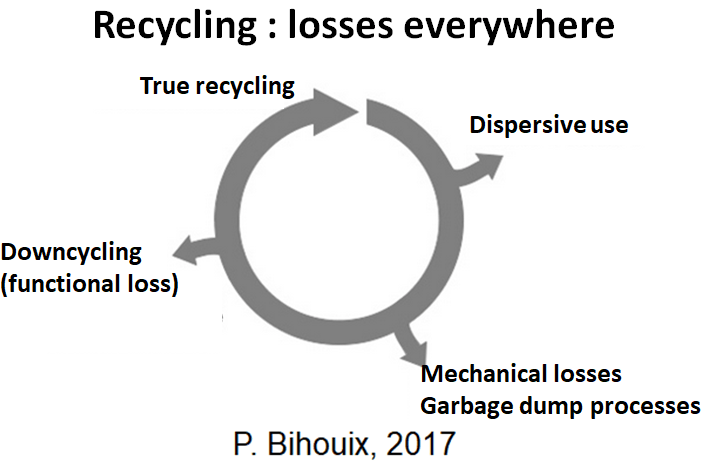 Recycling : losses everywhere
True recycling
Dispersive use
Downcycling
(functional loss)
Mechanical losses
Garbage dump processes
P. Bihouix, 2017